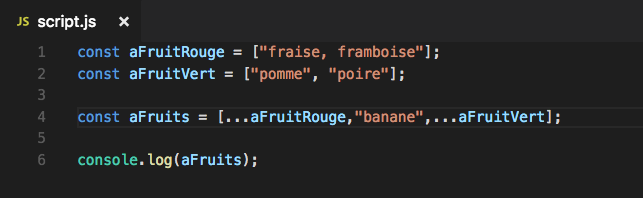 JS script.js ×
1 const aFruitRouge = ["fraise, framboise"];
2 const aFruitVert = ["pomme", "poire"];
3
4 const aFruits = [...aFruitRouge,"banane",...aFruitVert];
5
6 console.log(aFruits);